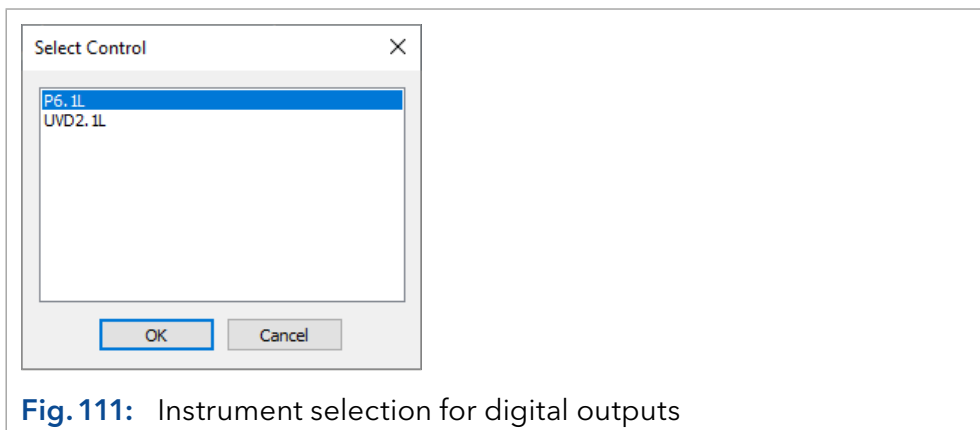 Select Control
P6.1L
UVD2.1L
OK Cancel
Fig. 111: Instrument selection for digital outputs